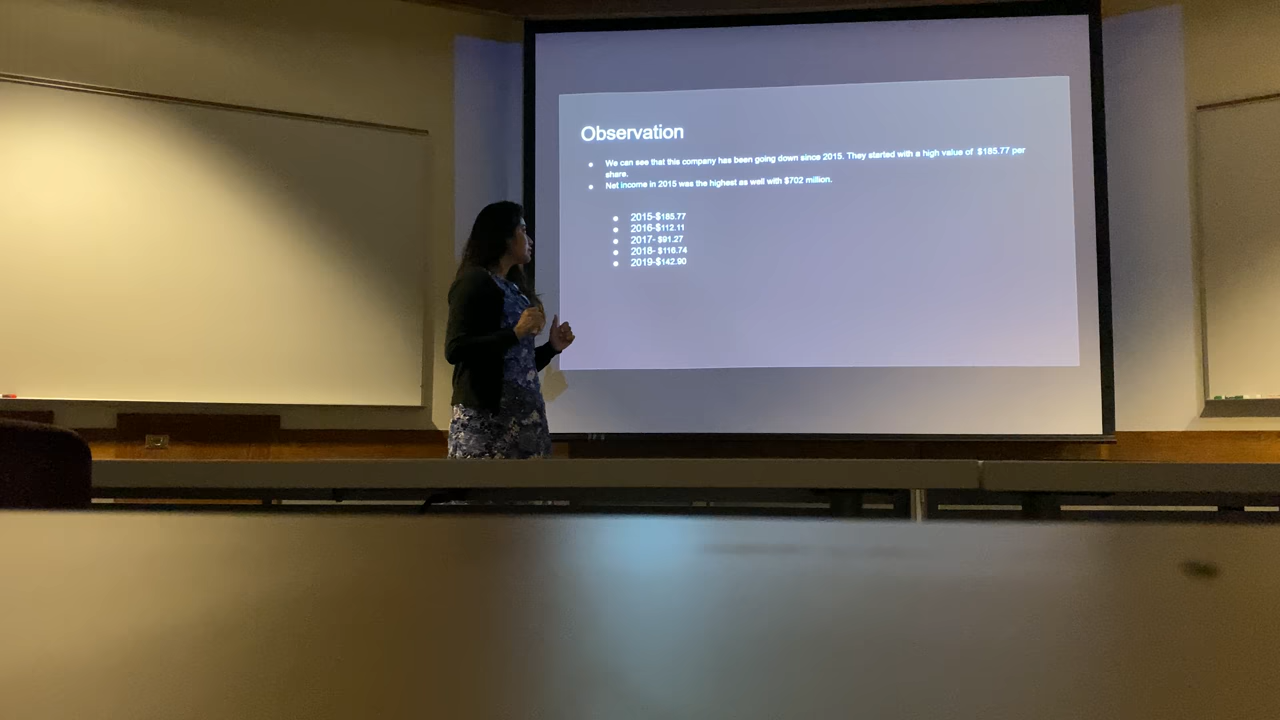 Observation
● We can see that this company has been going down since 2015. They started with a high value of $185.77 per
share.
● Net income in 2015 was the highest as well with $702 million.
● 2015-$185.77
● 2016-$112.11
● 2017- $91.27
● 2018- $116.74
● 2019-$142.90